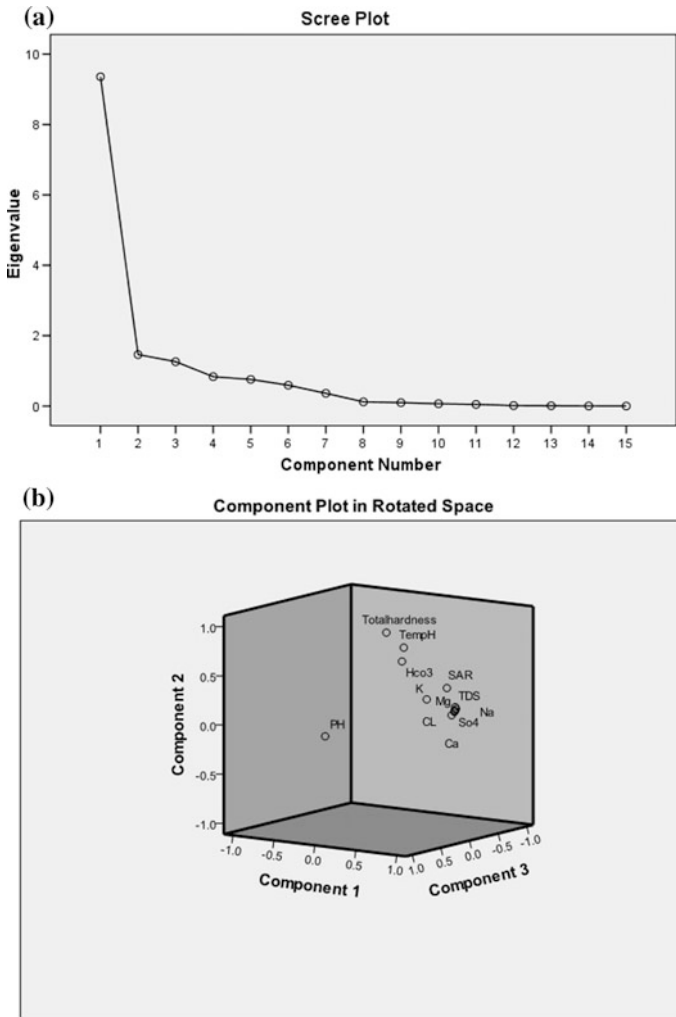 (a)
Scree Plot
10
8
6
4
2
0
Eigenvalue
1 2 3 4 5 6 7 8 9 10 11 12 13 14 15
Component Number
(b)
Component Plot in Rotated Space
Totalhardness
TempH
Hco3
SAR
K
Mg
TDS
Na
CL
So4
Ca
PH
1.0
0.5
0.0
-0.5
-1.0
Component 2
-1.0 -0.5 0.0 0.5 1.0
Component 1
1.0 0.5 0.0 -0.5 -1.0
Component 3